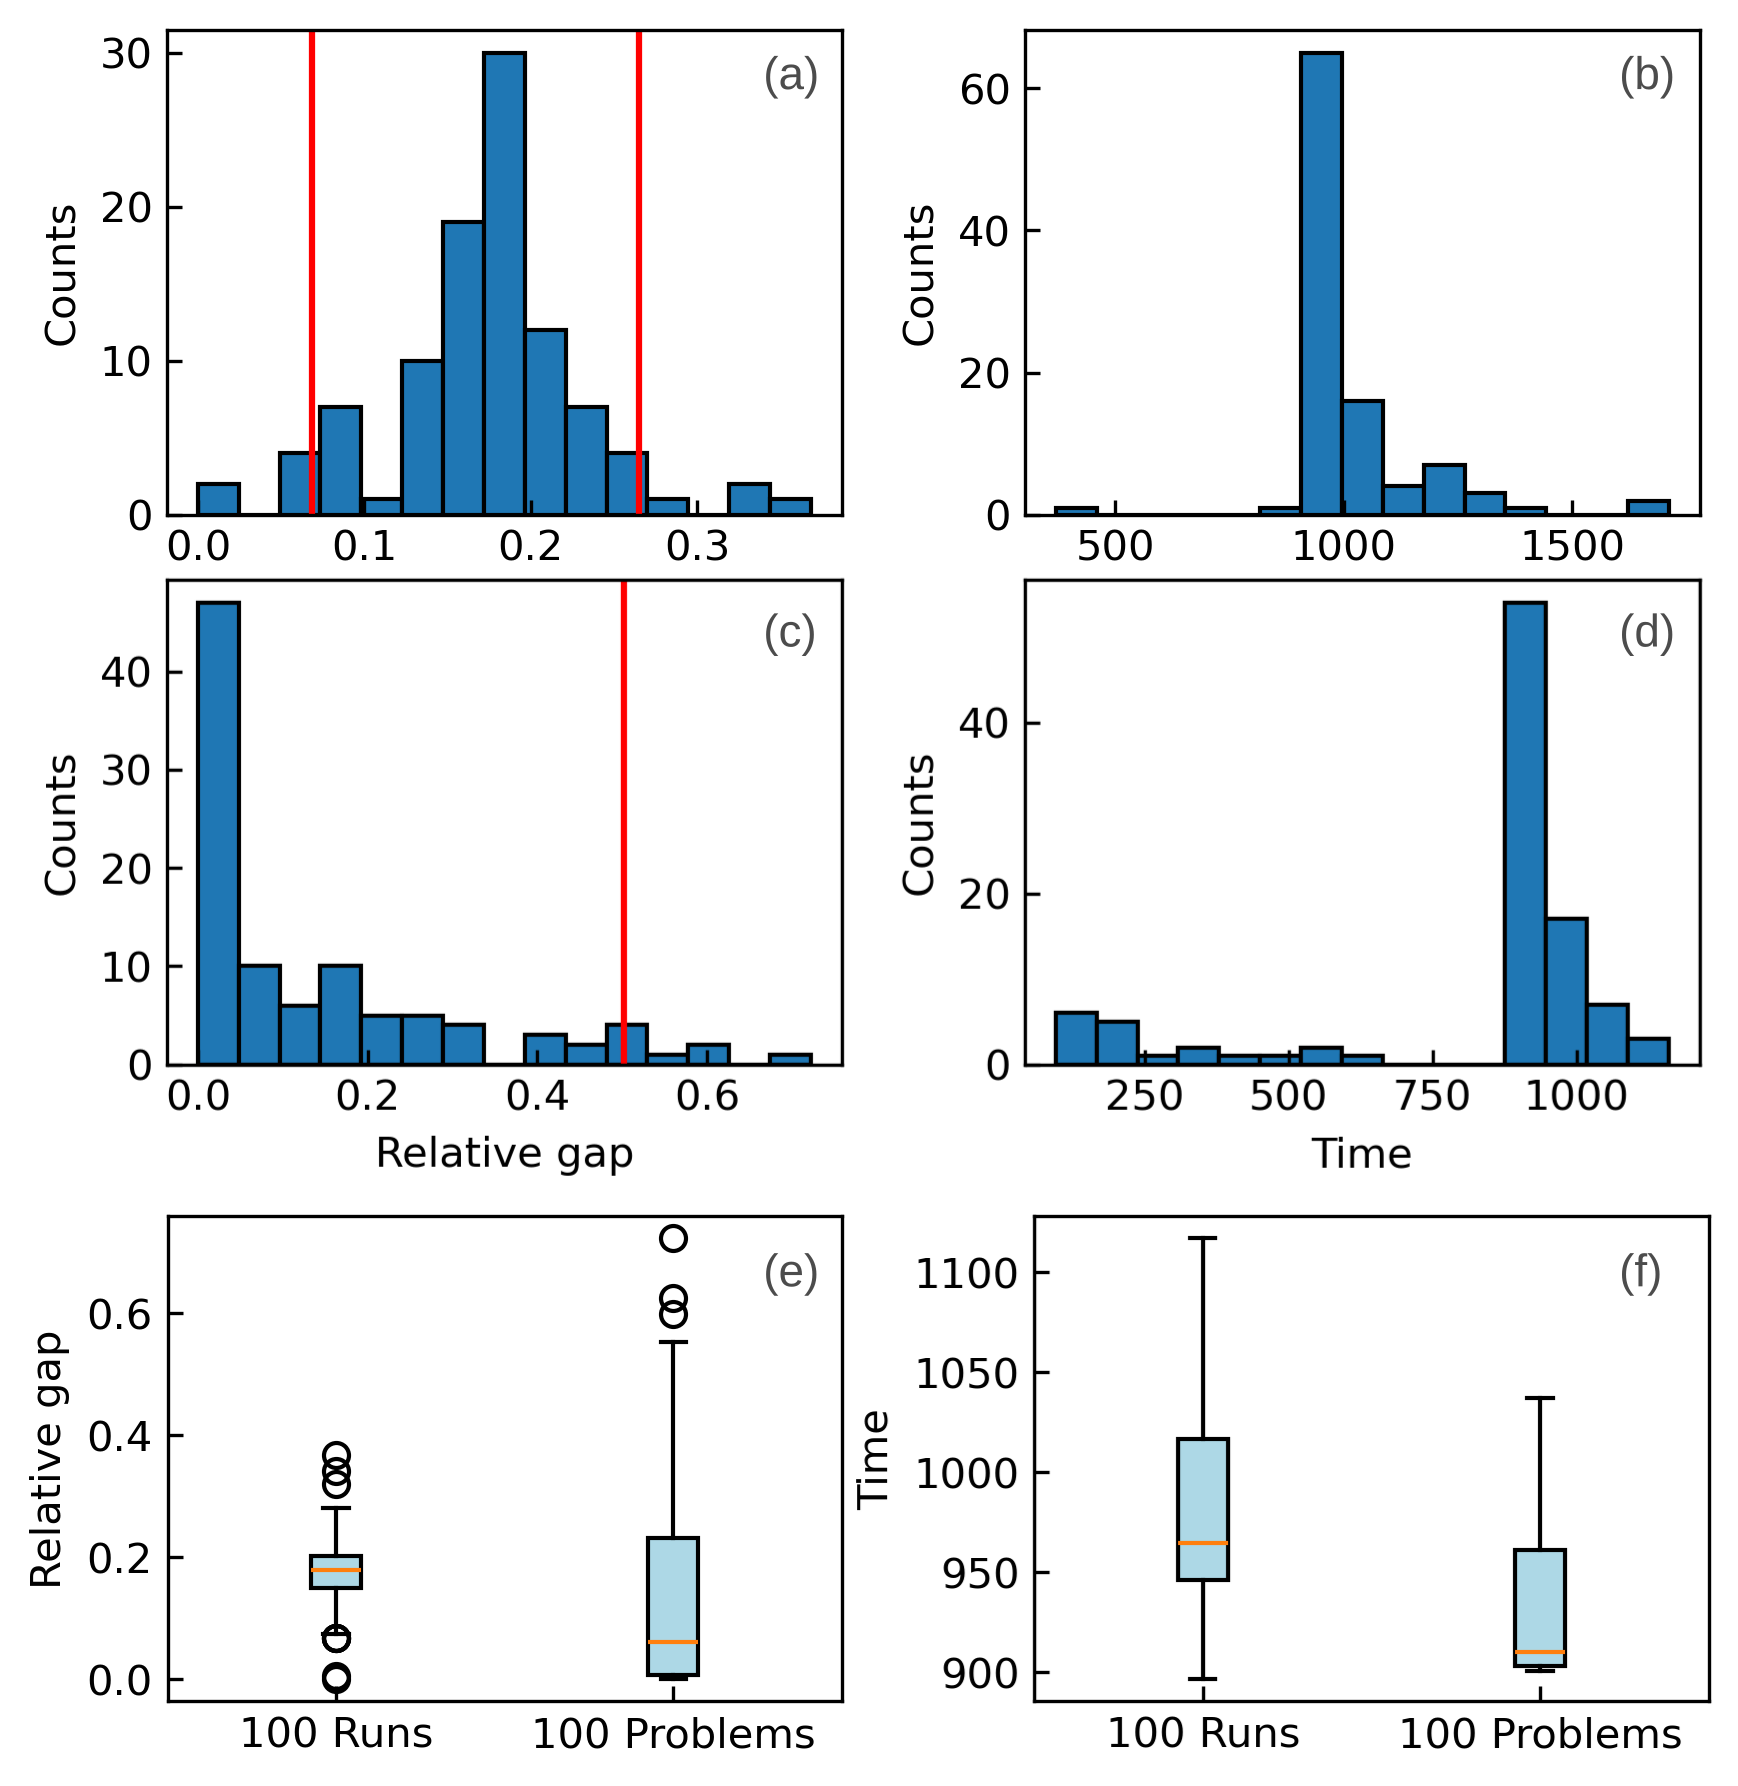 (a)
Counts
30
20
10
0
0.0 0.1 0.2 0.3
(b)
Counts
60
40
20
0
500 1000 1500
(c)
Counts
40
30
20
10
0
0.0 0.2 0.4 0.6
Relative gap
(d)
Counts
40
20
0
250 500 750 1000
Time
(e)
Relative gap
0.6
0.4
0.2
0.0
100 Runs 100 Problems
(f)
Time
1100
1050
1000
950
900
100 Runs 100 Problems